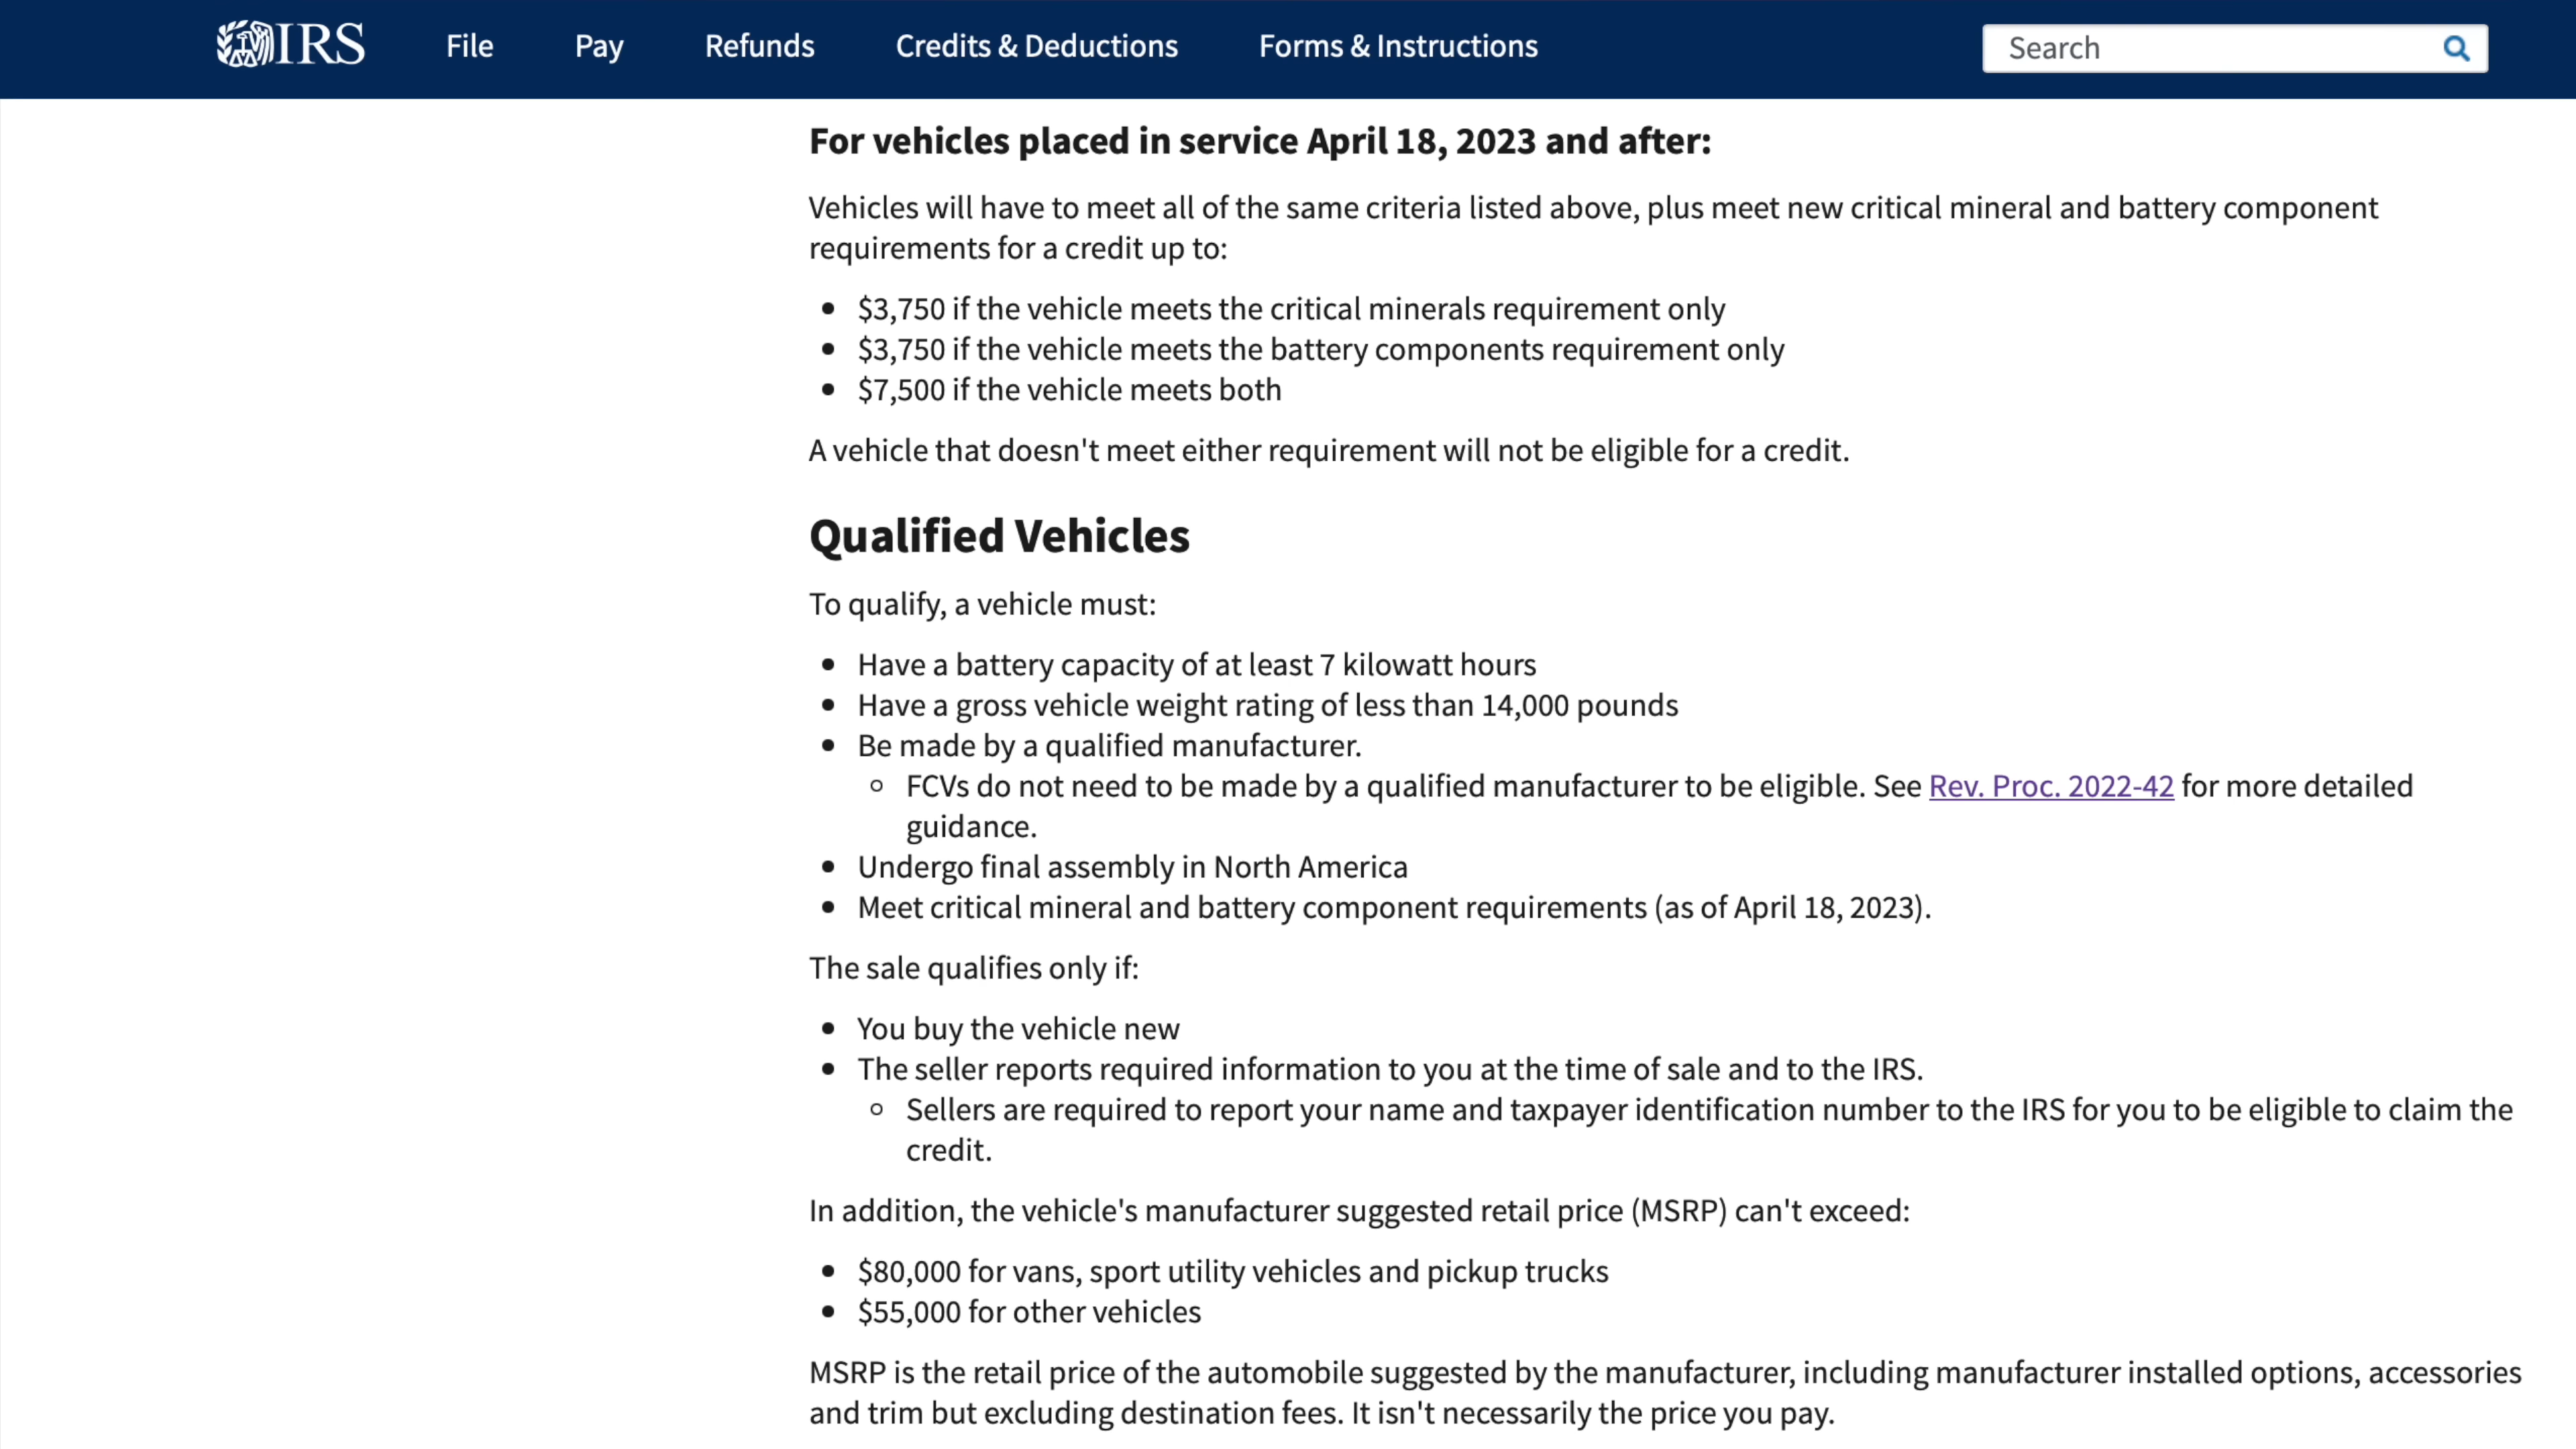 IRS File Pay Refunds Credits & Deductions Forms & Instructions Search
For vehicles placed in service April 18, 2023 and after:
Vehicles will have to meet all of the same criteria listed above, plus meet new critical mineral and battery component
requirements for a credit up to:
• $3,750 if the vehicle meets the critical minerals requirement only
• $3,750 if the vehicle meets the battery components requirement only
• $7,500 if the vehicle meets both
A vehicle that doesn't meet either requirement will not be eligible for a credit.
Qualified Vehicles
To qualify, a vehicle must:
• Have a battery capacity of at least 7 kilowatt hours
• Have a gross vehicle weight rating of less than 14,000 pounds
• Be made by a qualified manufacturer.
◦ FCVs do not need to be made by a qualified manufacturer to be eligible. See Rev. Proc. 2022-42 for more detailed
guidance.
• Undergo final assembly in North America
• Meet critical mineral and battery component requirements (as of April 18, 2023).
The sale qualifies only if:
• You buy the vehicle new
• The seller reports required information to you at the time of sale and to the IRS.
◦ Sellers are required to report your name and taxpayer identification number to the IRS for you to be eligible to claim the
credit.
In addition, the vehicle's manufacturer suggested retail price (MSRP) can't exceed:
• $80,000 for vans, sport utility vehicles and pickup trucks
• $55,000 for other vehicles
MSRP is the retail price of the automobile suggested by the manufacturer, including manufacturer installed options, accessories
and trim but excluding destination fees. It isn't necessarily the price you pay.